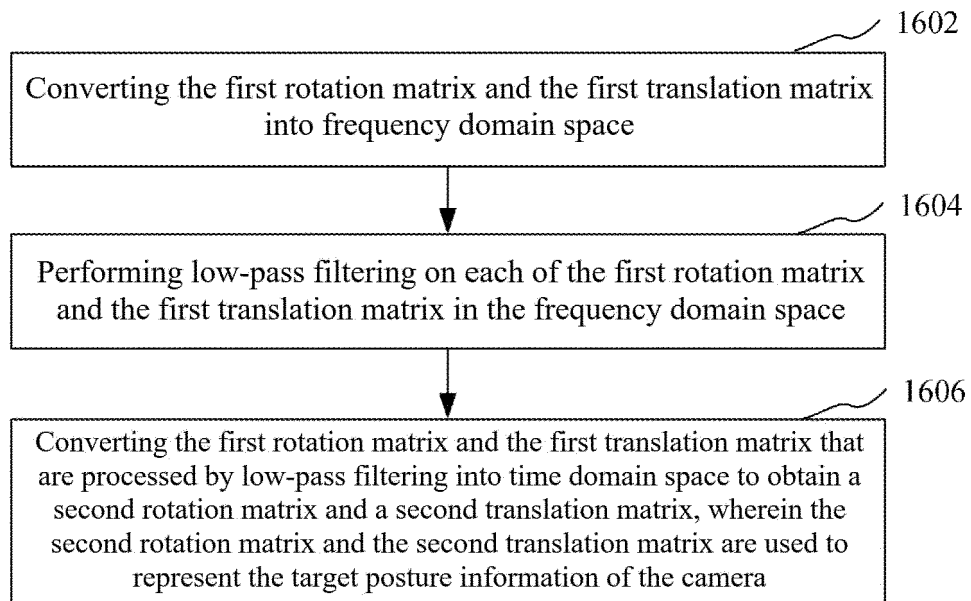 1602
Converting the first rotation matrix and the first translation matrix
into frequency domain space
1604
Performing low-pass filtering on each of the first rotation matrix
and the first translation matrix in the frequency domain space
1606
Converting the first rotation matrix and the first translation matrix that
are processed by low-pass filtering into time domain space to obtain a
second rotation matrix and a second translation matrix, wherein the
second rotation matrix and the second translation matrix are used to
represent the target posture information of the camera